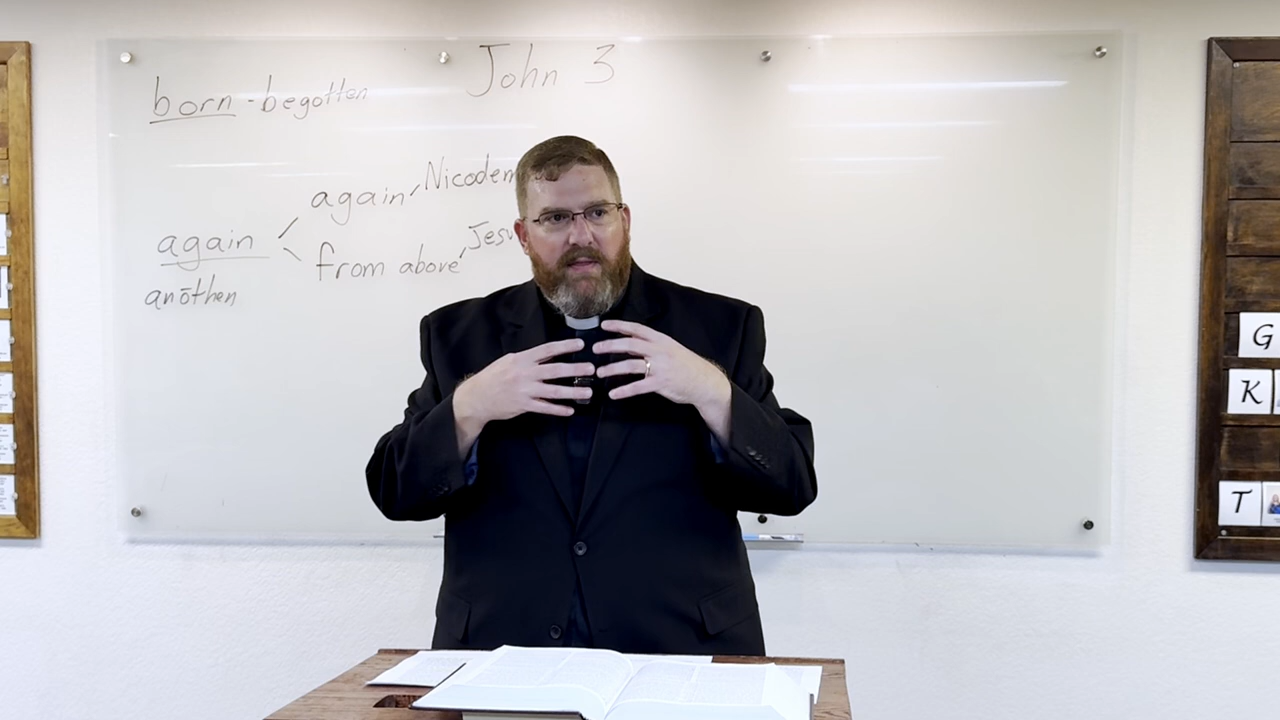 John 3
born - begotten
again, Nicodem
again
from above, Jesu
anōthen
G
K
T